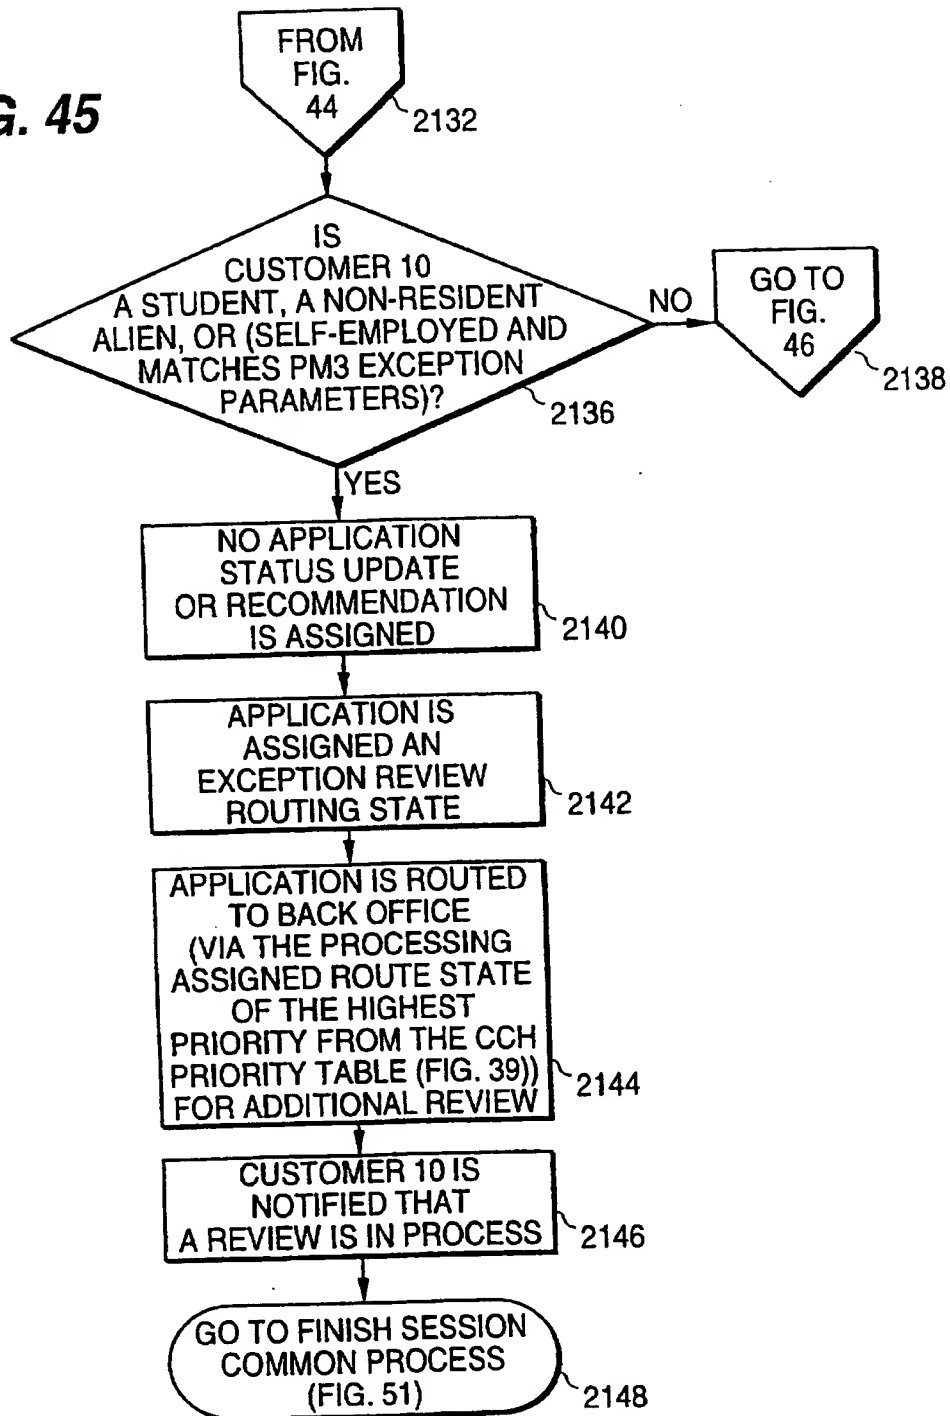 FROM
FIG.
44
2132
G. 45
IS
CUSTOMER 10
A STUDENT, A NON-RESIDENT
ALIEN, OR (SELF-EMPLOYED AND
MATCHES PM3 EXCEPTION
PARAMETERS)?
2136
NO
GO TO
FIG.
46
2138
YES
NO APPLICATION
STATUS UPDATE
OR RECOMMENDATION
IS ASSIGNED
2140
APPLICATION IS
ASSIGNED AN
EXCEPTION REVIEW
ROUTING STATE
2142
APPLICATION IS ROUTED
TO BACK OFFICE
(VIA THE PROCESSING
ASSIGNED ROUTE STATE
OF THE HIGHEST
PRIORITY FROM THE CCH
PRIORITY TABLE (FIG. 39))
FOR ADDITIONAL REVIEW
2144
CUSTOMER 10 IS
NOTIFIED THAT
A REVIEW IS IN PROCESS
2146
GO TO FINISH SESSION
COMMON PROCESS
(FIG. 51)
2148